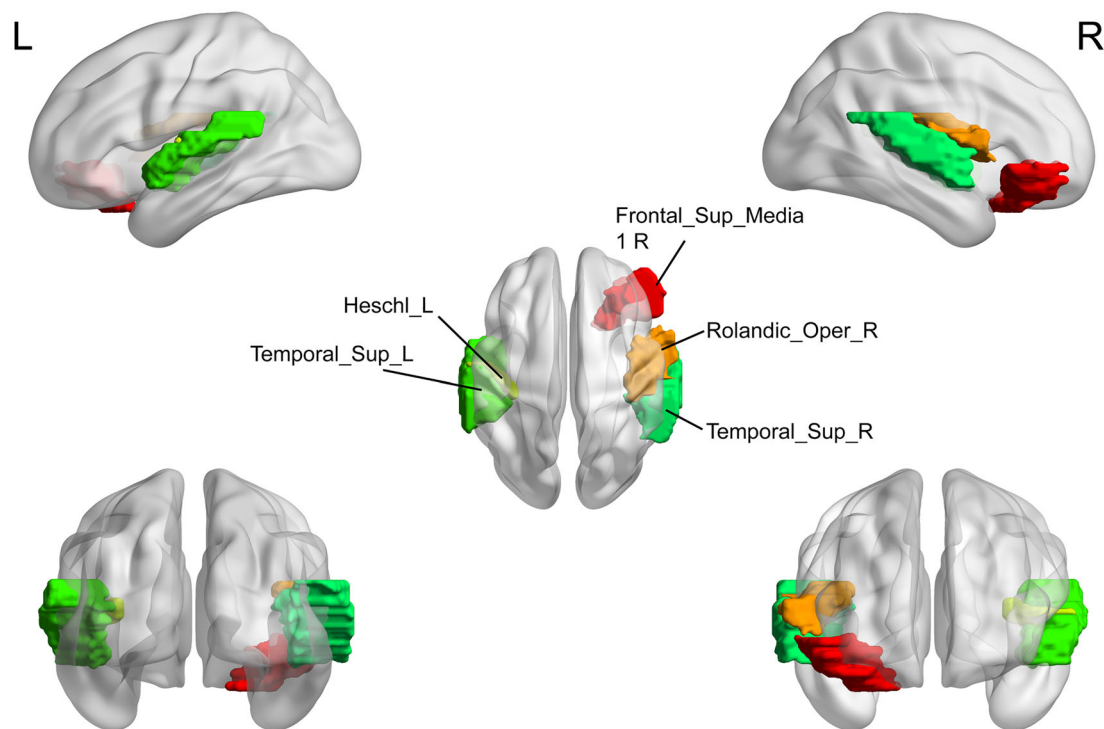 L
R
Frontal_Sup_Media
1 R
Heschl_L
Rolandic_Oper_R
Temporal_Sup_L
Temporal_Sup_R